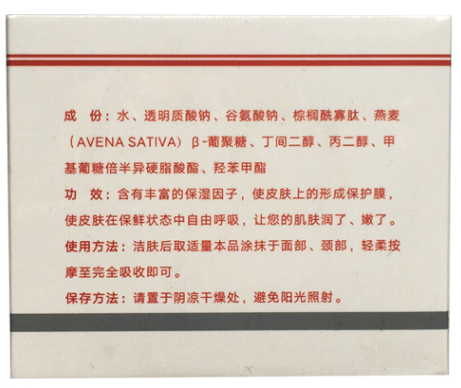 成 份：水、透明质酸钠、谷氨酸钠、棕榈酰寡肽、燕麦
（AVENA SATIVA）β-葡聚糖、丁间二醇、丙二醇、甲
基葡糖倍半异硬脂酸酯、羟苯甲酯
功 效：含有丰富的保湿因子，使皮肤上的形成保护膜，
使皮肤在保鲜状态中自由呼吸，让您的肌肤润了、嫩了。
使用方法：洁肤后取适量本品涂抹于面部、颈部，轻柔按
摩至完全吸收即可。
保存方法：请置于阴凉干燥处，避免阳光照射。